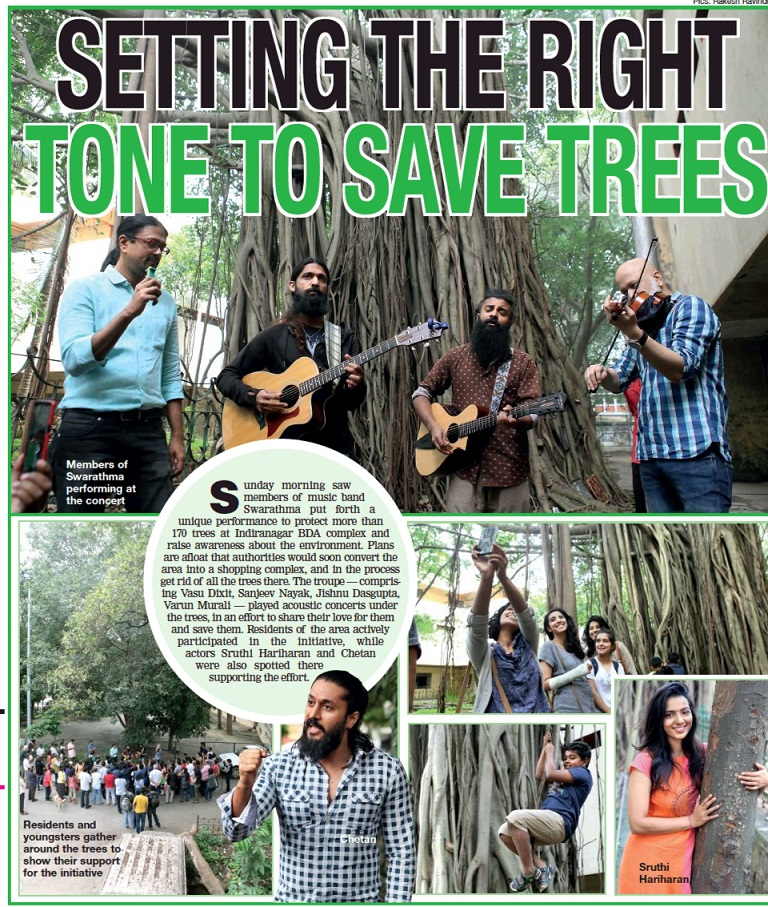 Pics: Rakesh Ravindr
SETTING THE RIGHT
TONE TO SAVE TREES
Members of
Swarathma
performing at
the concert
Sunday morning saw
members of music band
Swarathma put forth a
unique performance to protect more than
170 trees at Indiranagar BDA complex and
raise awareness about the environment. Plans
are afloat that authorities would soon convert the
area into a shopping complex, and in the process
get rid of all the trees there. The troupe — compris-
ing Vasu Dixit, Sanjeev Nayak, Jishnu Dasgupta,
Varun Murali — played acoustic concerts under
the trees, in an effort to share their love for them
and save them. Residents of the area actively
participated in the initiative, while
actors Sruthi Hariharan and Chetan
were also spotted there
supporting the effort.
Residents and
youngsters gather
around the trees to
show their support
for the initiative
Chetan
Sruthi
Hariharan